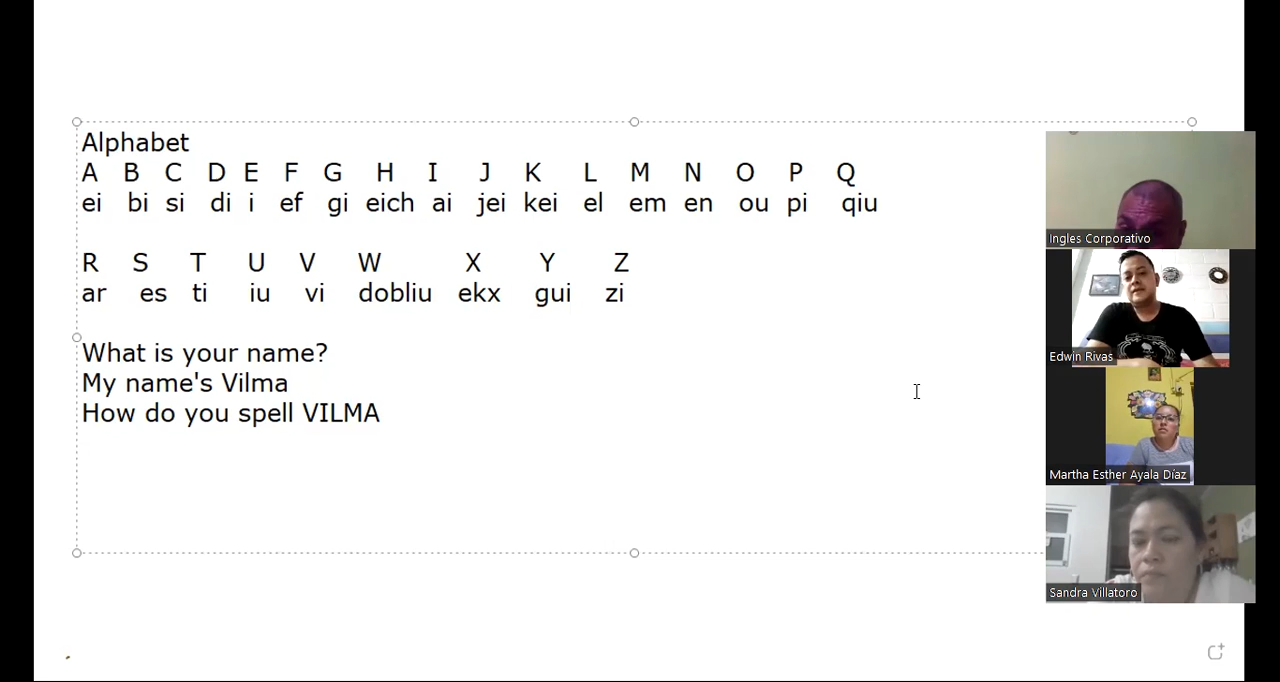 Alphabet
A B C D E F G H I J K L M N O P Q
ei bi si di i ef gi eich ai jei kei el em en ou pi qiu
R S T U V W X Y Z
ar es ti iu vi dobliu ekx gui zi
What is your name?
My name's Vilma
How do you spell VILMA
Ingles Corporativo
Edwin Rivas
Martha Esther Ayala Díaz
Sandra Villatoro